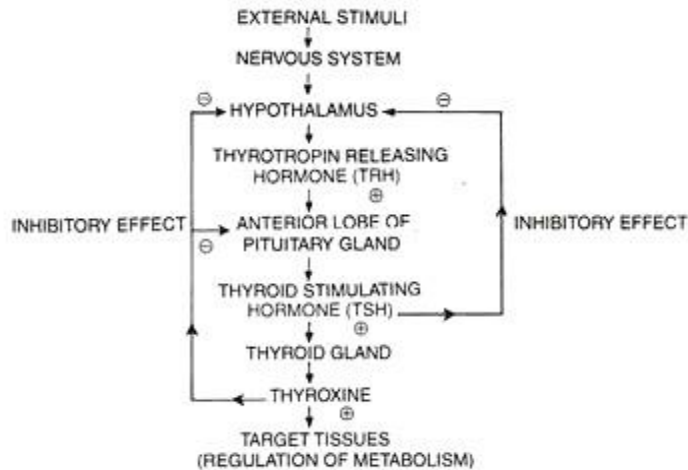 EXTERNAL STIMULI
NERVOUS SYSTEM
⊖ ⊖
HYPOTHALAMUS
THYROTROPIN RELEASING
HORMONE (TRH)
⊕
INHIBITORY EFFECT
ANTERIOR LOBE OF
PITUITARY GLAND
⊖
INHIBITORY EFFECT
THYROID STIMULATING
HORMONE (TSH)
⊕
THYROID GLAND
THYROXINE
⊕
TARGET TISSUES
(REGULATION OF METABOLISM)